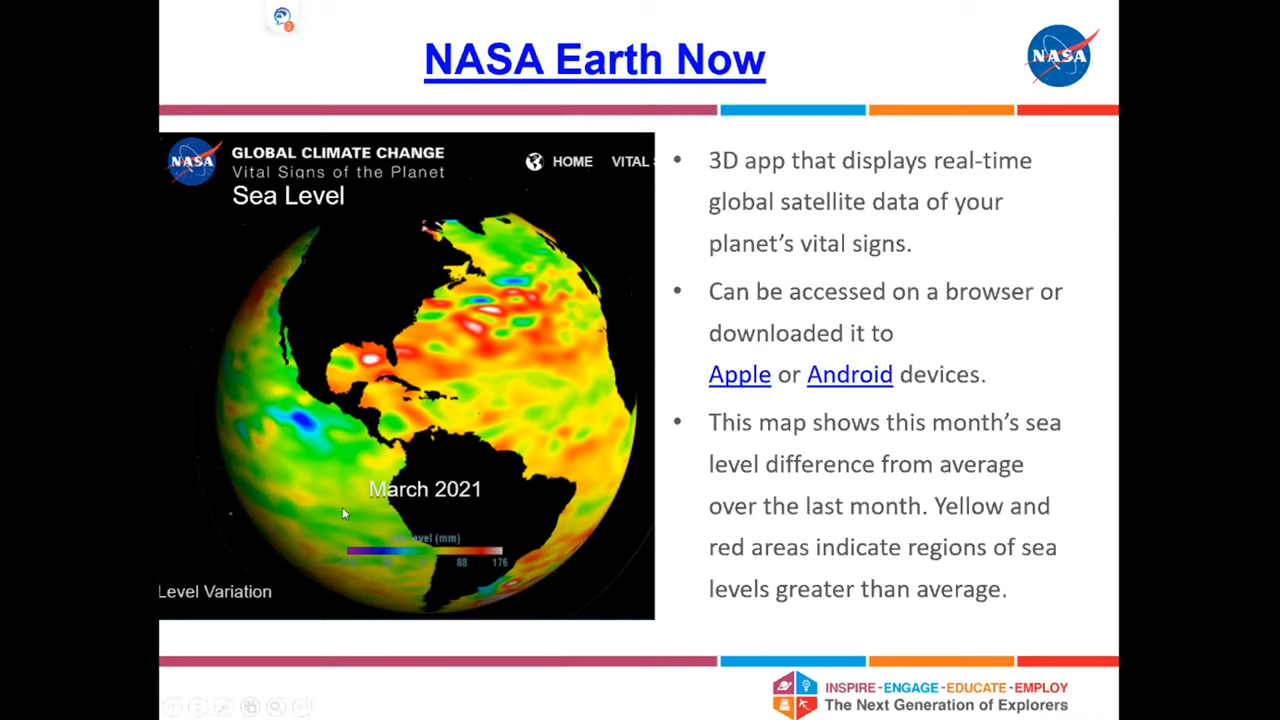 NASA Earth Now
NASA
NASA
GLOBAL CLIMATE CHANGE
Vital Signs of the Planet
HOME VITAL
Sea Level
March 2021
88 176
Level Variation
• 3D app that displays real-time
global satellite data of your
planet’s vital signs.
• Can be accessed on a browser or
downloaded it to
Apple or Android devices.
• This map shows this month’s sea
level difference from average
over the last month. Yellow and
red areas indicate regions of sea
levels greater than average.
INSPIRE - ENGAGE - EDUCATE - EMPLOY
The Next Generation of Explorers